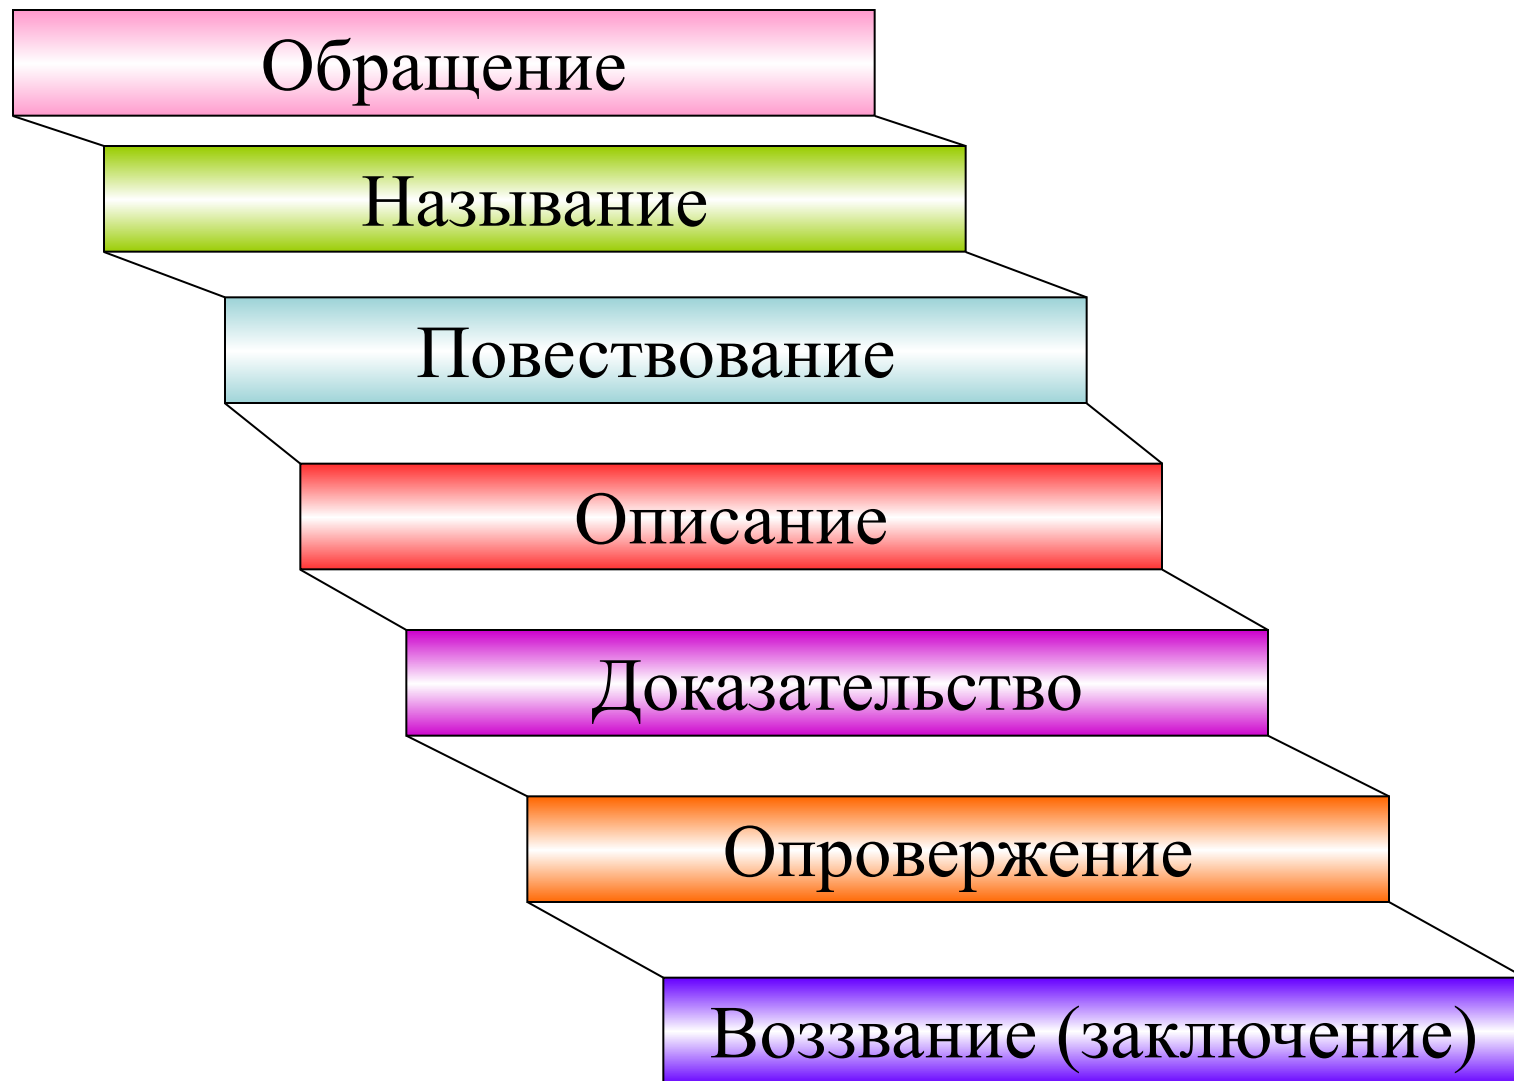 Обращение
Называние
Повествование
Описание
Доказательство
Опровержение
Воззвание (заключение)